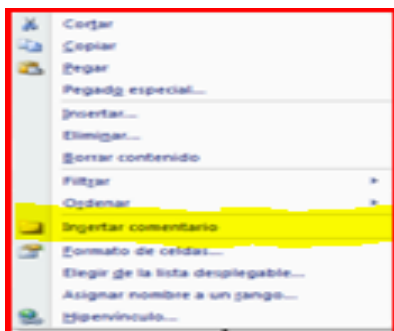 Cortar
Copiar
Pegar
Pegado especial...
Insertar...
Eliminar...
Borrar contenido
Filtrar
Ordenar
Insertar comentario
Formato de celdas...
Elegir de la lista desplegable...
Asignar nombre a un rango...
Hipervínculo...